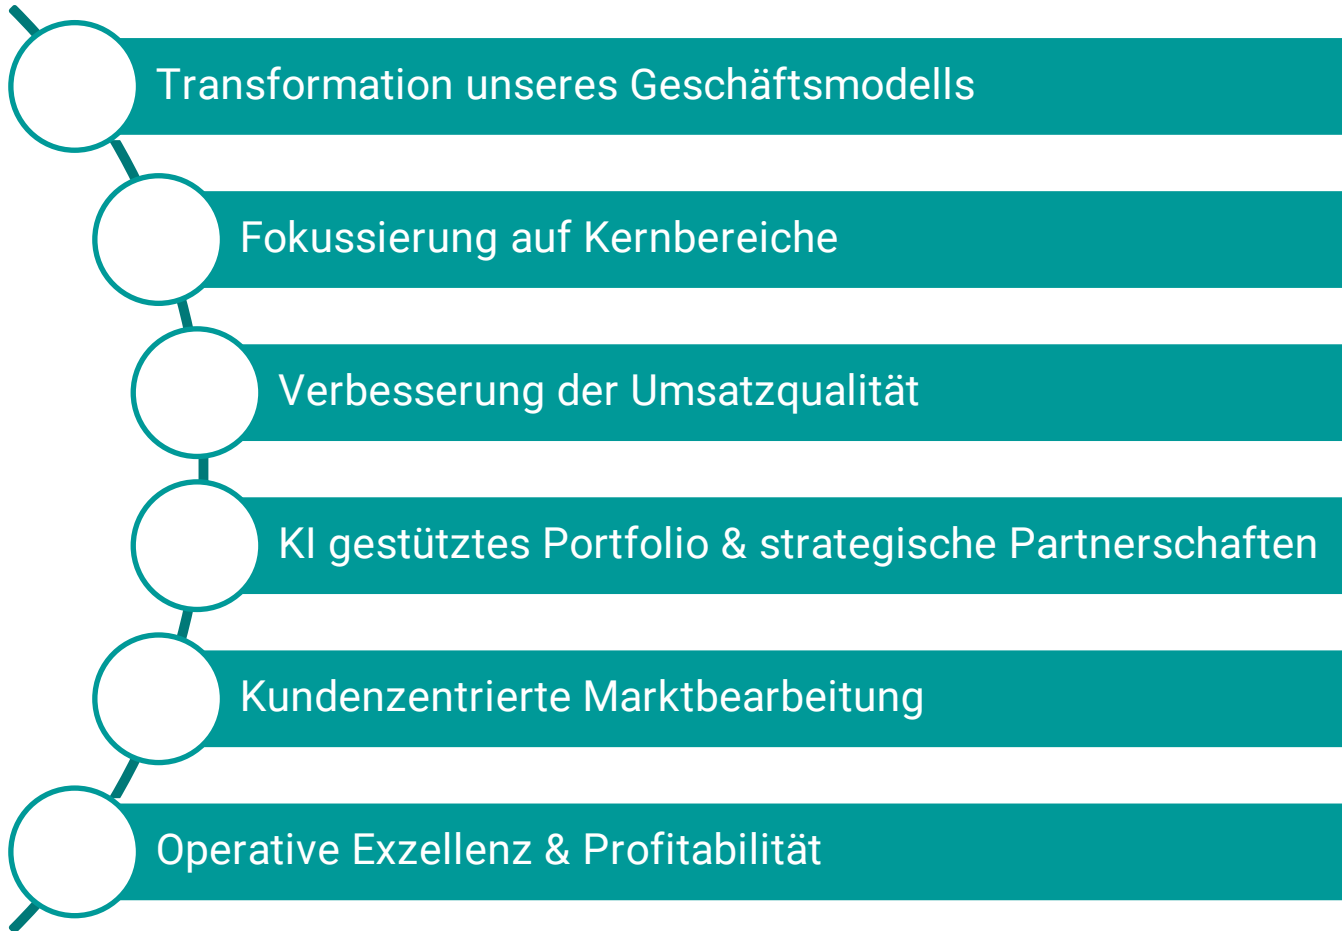 Transformation unseres Geschäftsmodells
Fokussierung auf Kernbereiche
Verbesserung der Umsatzqualität
KI gestütztes Portfolio & strategische Partnerschaften
Kundenzentrierte Marktbearbeitung
Operative Exzellenz & Profitabilität